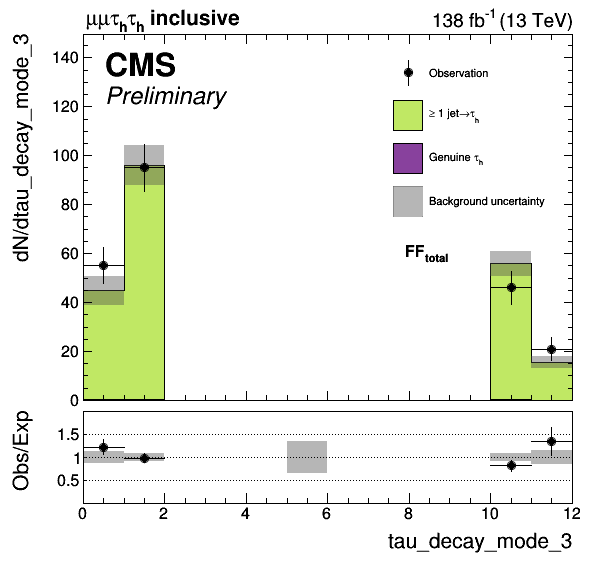 μμτhτh inclusive
138 fb-1 (13 TeV)
CMS
Preliminary
Observation
≥ 1 jet→τh
Genuine τh
Background uncertainty
FFtotal
dN/dtau_decay_mode_3
140
120
100
80
60
40
20
0
Obs/Exp
1.5
1
0.5
0 2 4 6 8 10 12
tau_decay_mode_3